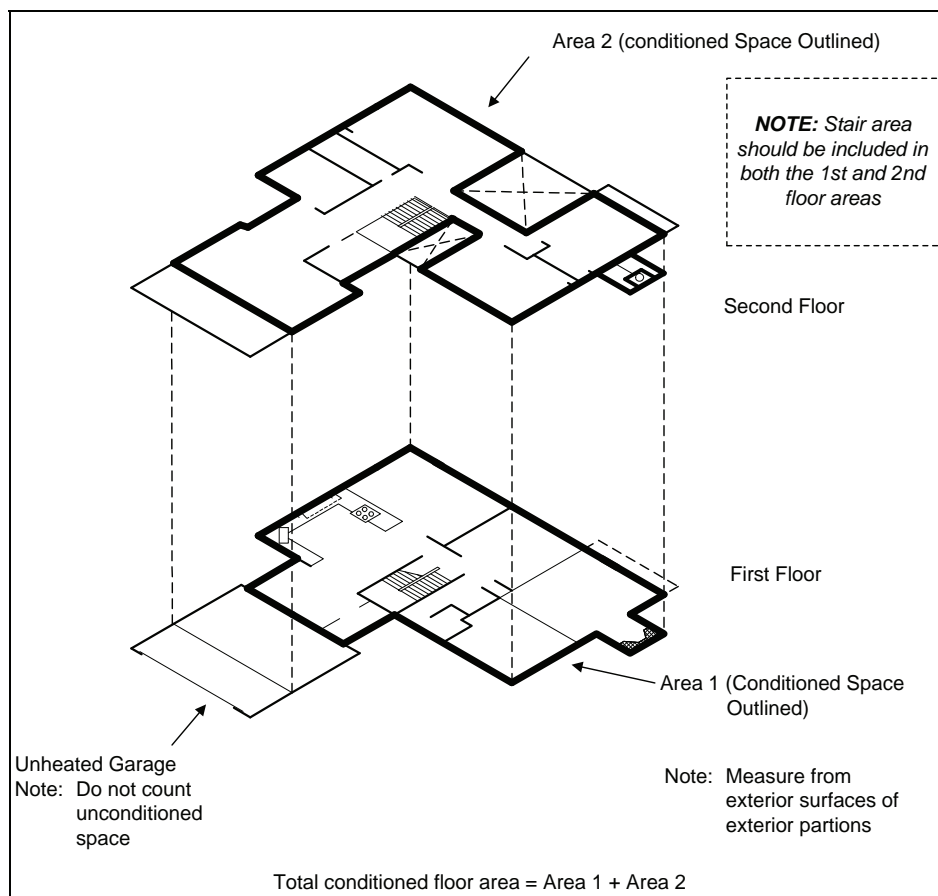 Area 2 (conditioned Space Outlined)
NOTE: Stair area
should be included in
both the 1st and 2nd
floor areas
Second Floor
First Floor
Area 1 (Conditioned Space
Outlined)
Unheated Garage
Note: Do not count
unconditioned
space
Note: Measure from
exterior surfaces of
exterior partions
Total conditioned floor area = Area 1 + Area 2